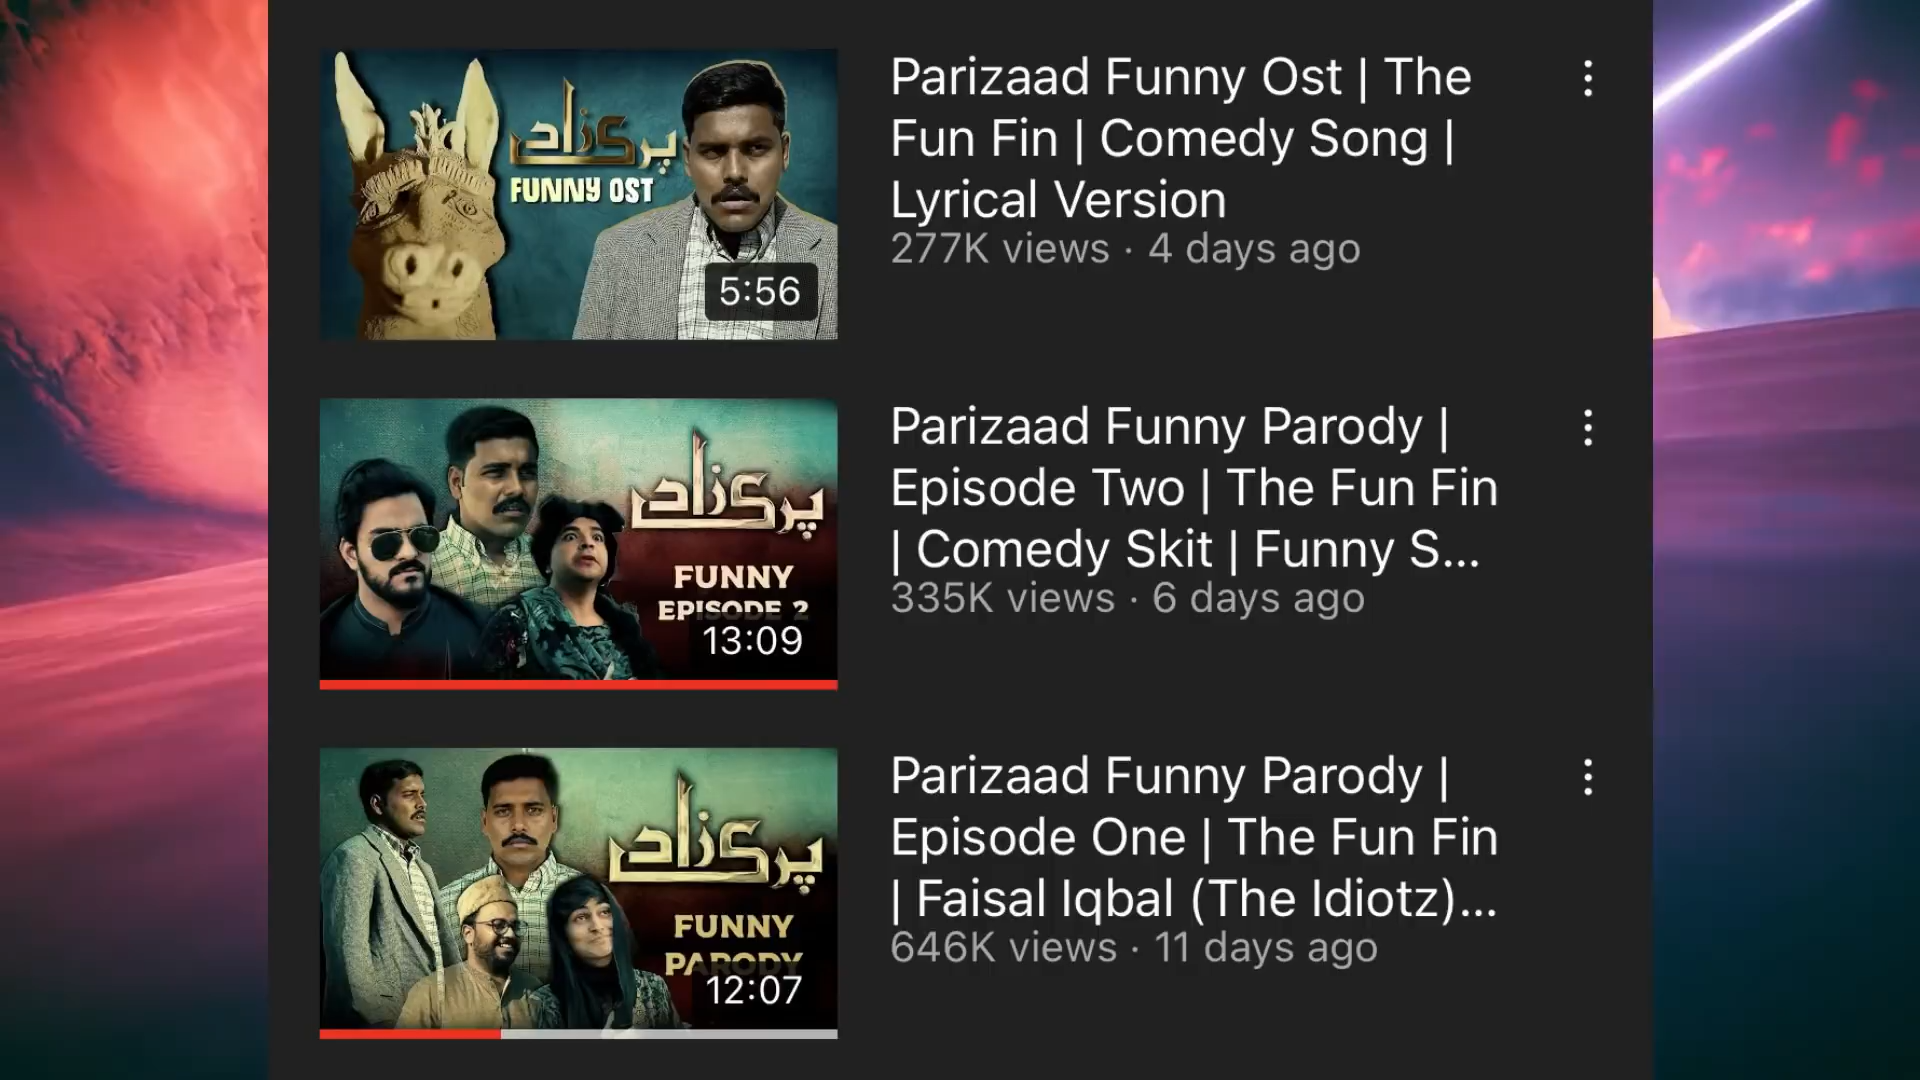 پرکزاد
FUNNY OST
5:56
Parizaad Funny Ost | The
Fun Fin | Comedy Song |
Lyrical Version
277K views · 4 days ago
پرکزاد
FUNNY
EPISODE 2
13:09
Parizaad Funny Parody |
Episode Two | The Fun Fin
| Comedy Skit | Funny S...
335K views · 6 days ago
پرکزاد
FUNNY
PARODY
12:07
Parizaad Funny Parody |
Episode One | The Fun Fin
| Faisal Iqbal (The Idiotz)...
646K views · 11 days ago